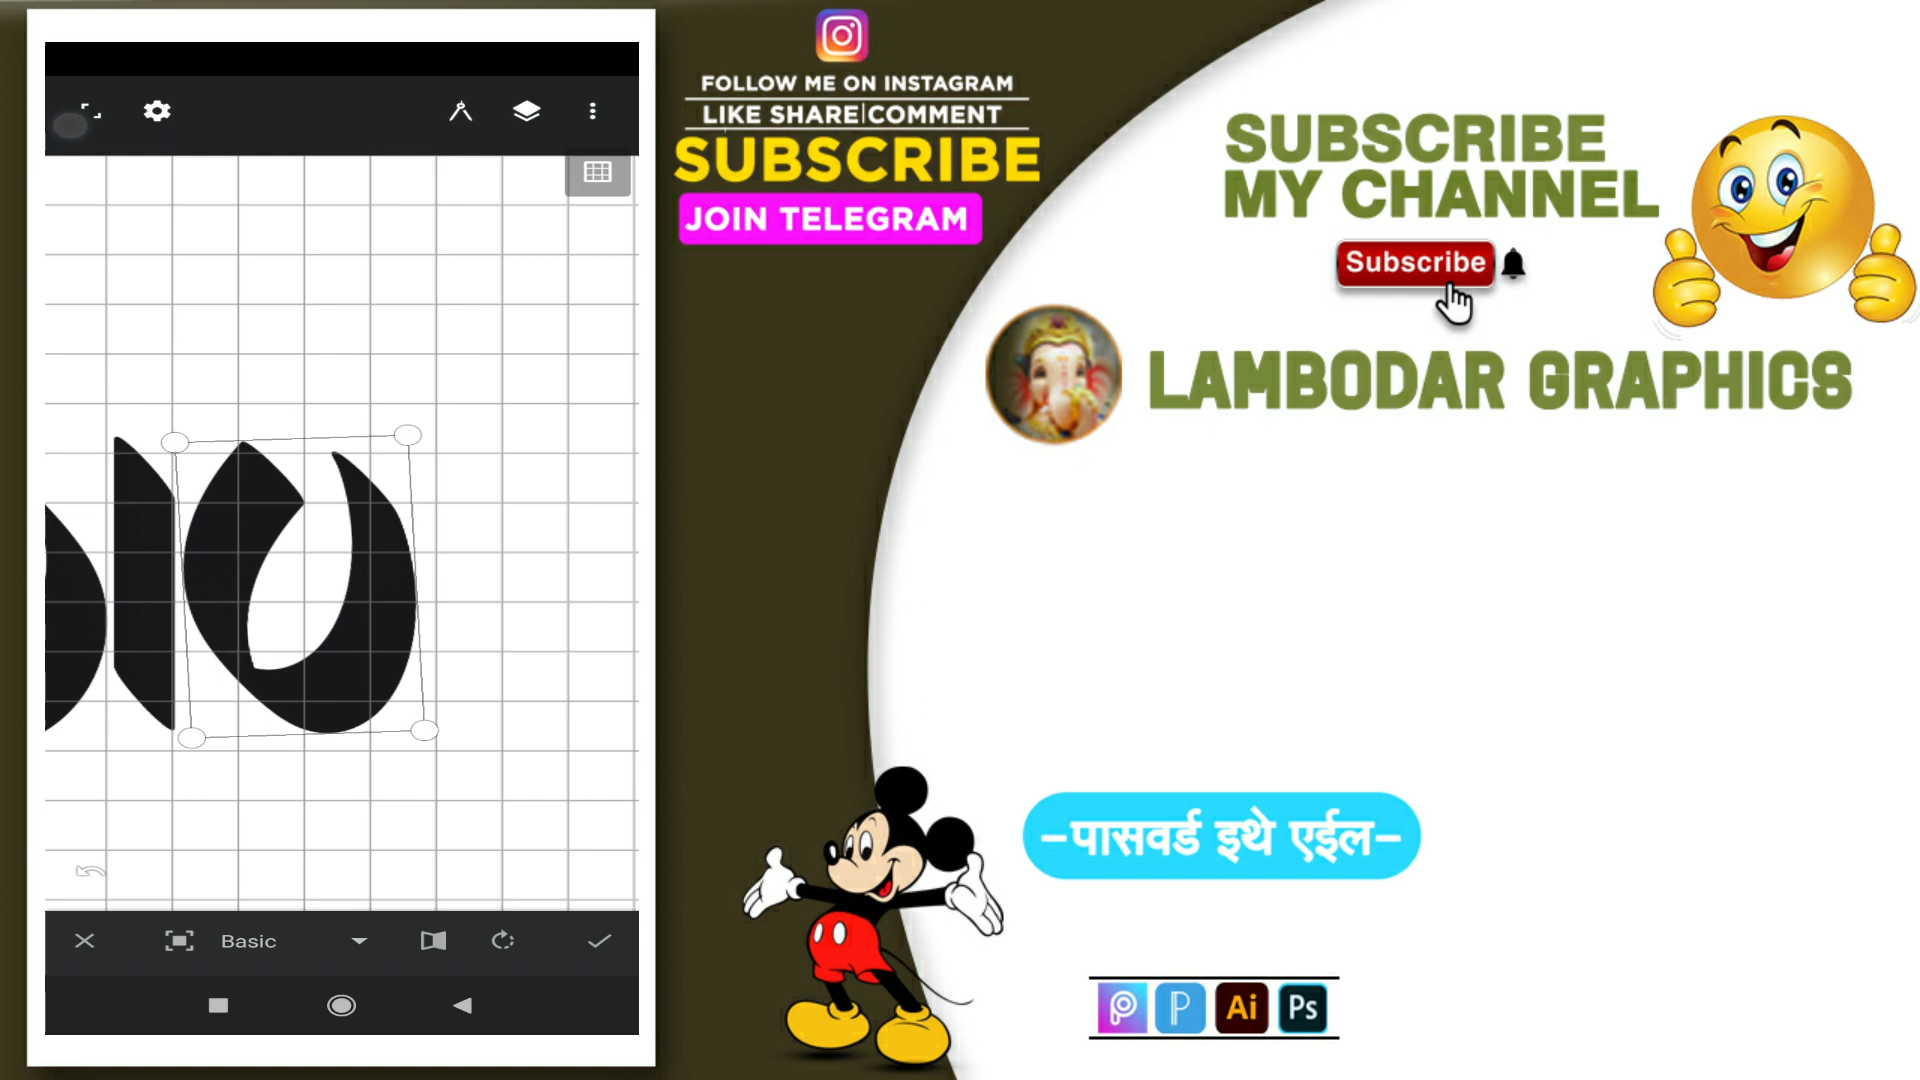 Basic
FOLLOW ME ON INSTAGRAM
LIKE SHARE|COMMENT
SUBSCRIBE
JOIN TELEGRAM
SUBSCRIBE
MY CHANNEL
Subscribe
LAMBODAR GRAPHICS
-पासवर्ड इथे एईल-
Ai
Ps